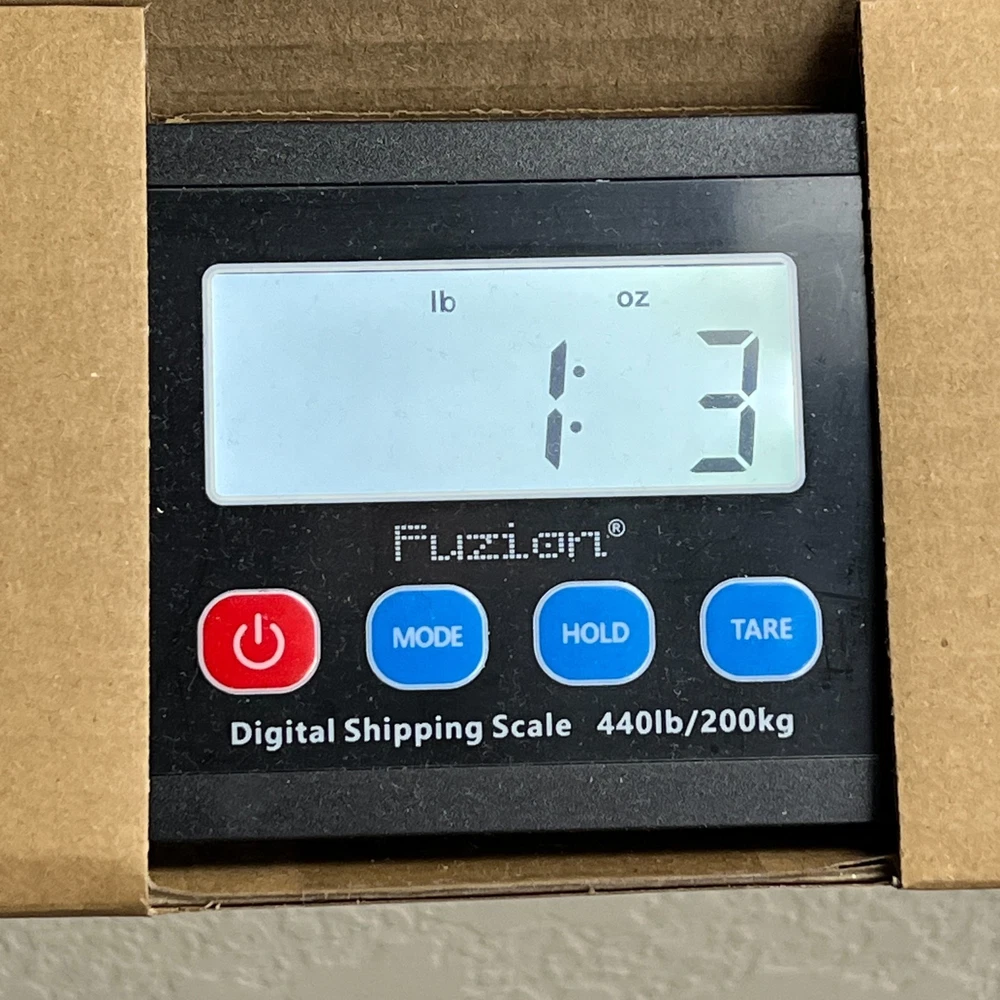 lb oz
1: 3
Fuzion®
MODE HOLD TARE
Digital Shipping Scale 440lb/200kg